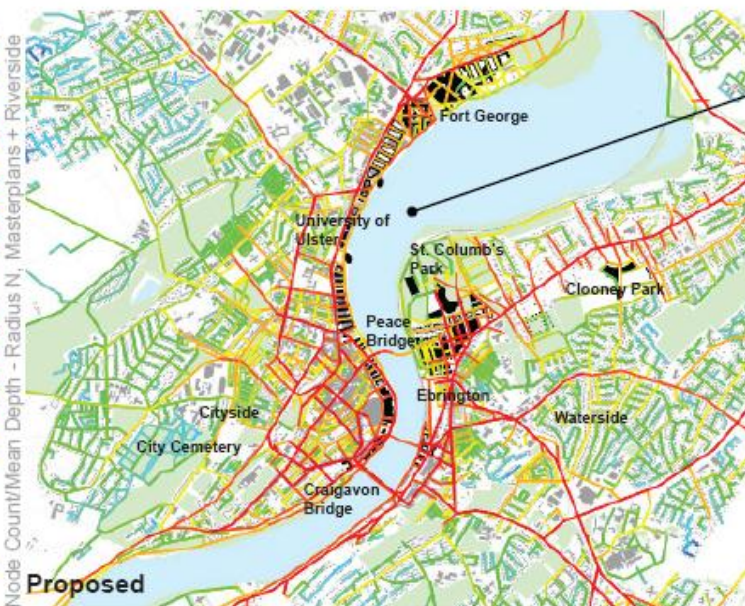 Node Count/Mean Depth - Radius N, Masterplans + Riverside
Fort George
University of
Ulster
St. Columb's
Park
Clooney Park
Peace
Bridge
Ebrington
Cityside
Waterside
City Cemetery
Craigavon
Bridge
Proposed